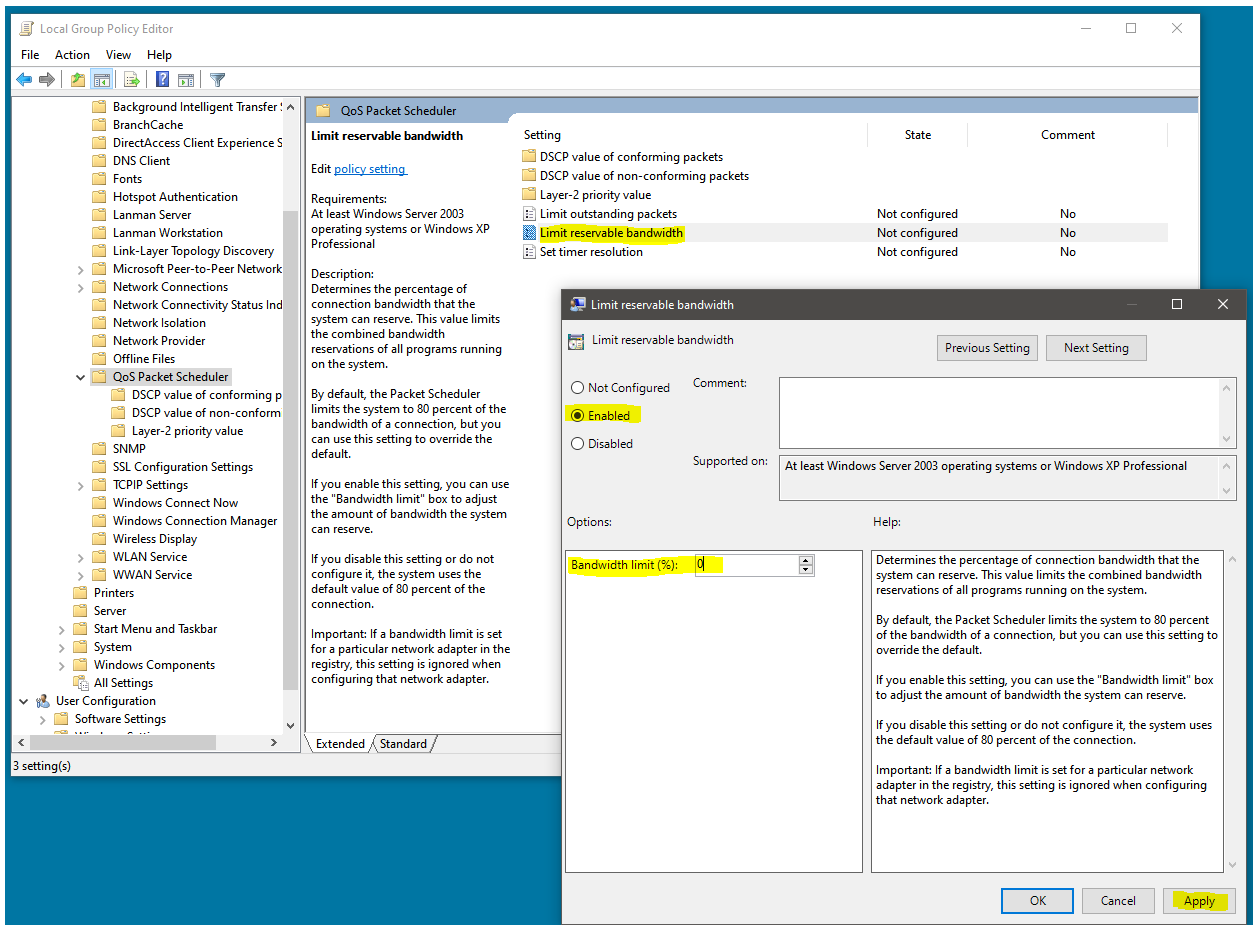 Local Group Policy Editor
File Action View Help
Background Intelligent Transfer
BranchCache
DirectAccess Client Experience S
DNS Client
Fonts
Hotspot Authentication
Lanman Server
Lanman Workstation
Link-Layer Topology Discovery
Microsoft Peer-to-Peer Network
Network Connections
Network Connectivity Status Ind
Network Isolation
Network Provider
Offline Files
QoS Packet Scheduler
DSCP value of conforming p
DSCP value of non-conform
Layer-2 priority value
SNMP
SSL Configuration Settings
TCPIP Settings
Windows Connect Now
Windows Connection Manager
Wireless Display
WLAN Service
WWAN Service
Printers
Server
Start Menu and Taskbar
System
Windows Components
All Settings
User Configuration
Software Settings
3 setting(s)
QoS Packet Scheduler
Limit reservable bandwidth
Edit policy setting
Requirements:
At least Windows Server 2003
operating systems or Windows XP
Professional
Description:
Determines the percentage of
connection bandwidth that the
system can reserve. This value limits
the combined bandwidth
reservations of all programs running
on the system.
By default, the Packet Scheduler
limits the system to 80 percent of the
bandwidth of a connection, but you
can use this setting to override the
default.
If you enable this setting, you can use
the "Bandwidth limit" box to adjust
the amount of bandwidth the system
can reserve.
If you disable this setting or do not
configure it, the system uses the
default value of 80 percent of the
connection.
Important: If a bandwidth limit is set
for a particular network adapter in the
registry, this setting is ignored when
configuring that network adapter.
Extended Standard
Setting State Comment
DSCP value of conforming packets
DSCP value of non-conforming packets
Layer-2 priority value
Limit outstanding packets Not configured No
Limit reservable bandwidth Not configured No
Set timer resolution Not configured No
Limit reservable bandwidth
Limit reservable bandwidth
Previous Setting Next Setting
Not Configured
Enabled
Disabled
Comment:
Supported on: At least Windows Server 2003 operating systems or Windows XP Professional
Options:
Bandwidth limit (%): 0
Help:
Determines the percentage of connection bandwidth that the
system can reserve. This value limits the combined bandwidth
reservations of all programs running on the system.
By default, the Packet Scheduler limits the system to 80 percent
of the bandwidth of a connection, but you can use this setting to
override the default.
If you enable this setting, you can use the "Bandwidth limit" box
to adjust the amount of bandwidth the system can reserve.
If you disable this setting or do not configure it, the system uses
the default value of 80 percent of the connection.
Important: If a bandwidth limit is set for a particular network
adapter in the registry, this setting is ignored when configuring
that network adapter.
OK Cancel Apply